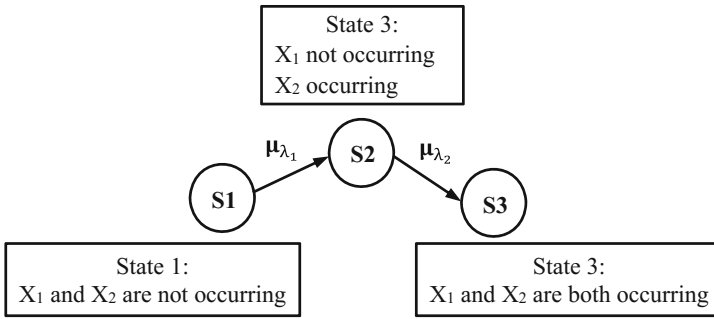 State 3:
X₁ not occurring
X₂ occurring
μλ₁
S2
μλ₂
S1
S3
State 1:
X₁ and X₂ are not occurring
State 3:
X₁ and X₂ are both occurring